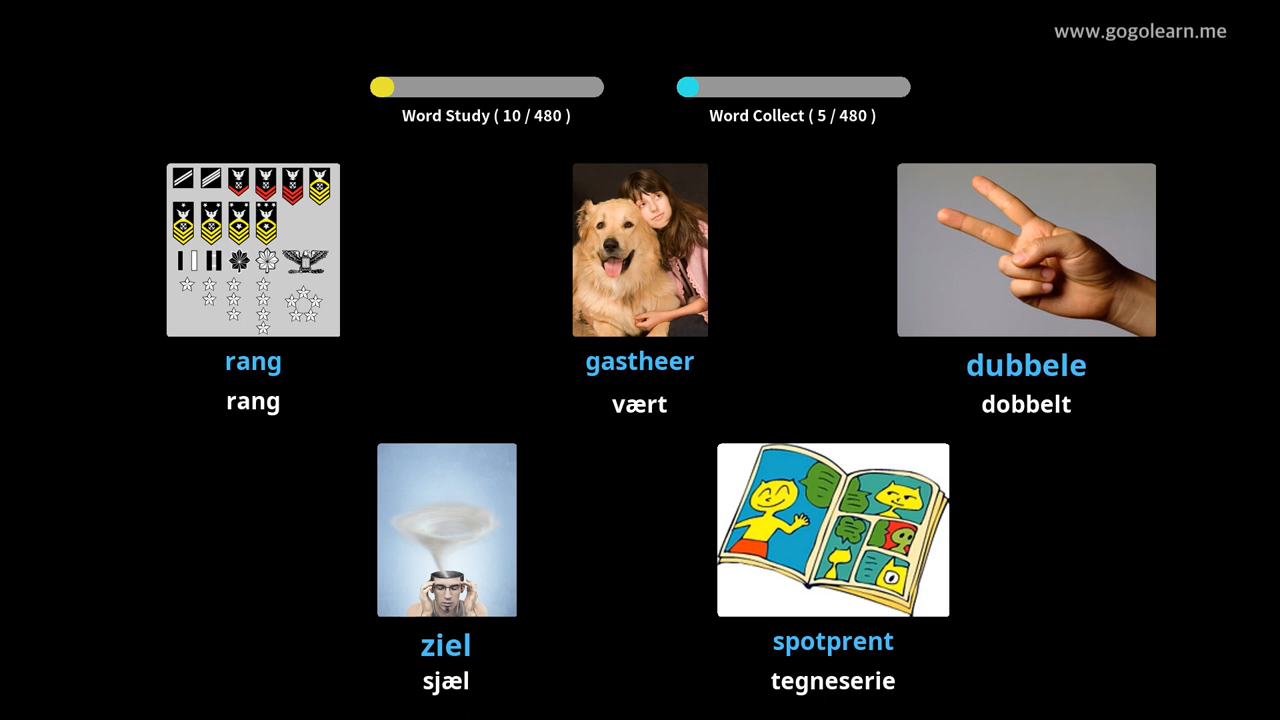 www.gogolearn.me
Word Study ( 10 / 480 )
Word Collect ( 5 / 480 )
rang
rang
gastheer
vært
dubbele
dobbelt
ziel
sjæl
spotprent
tegneserie